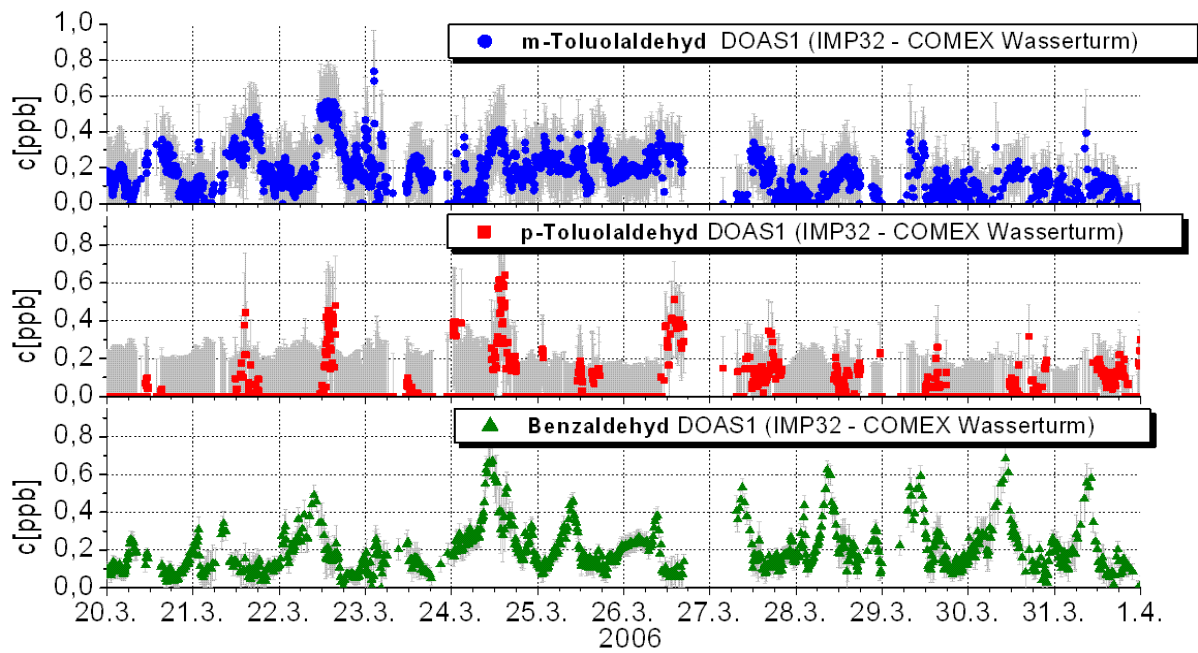 1,0
m-Toluolaldehyd DOAS1 (IMP32 - COMEX Wasserturm)
0,8
0,6
c[ppb]
0,4
0,2
0,0
p-Toluolaldehyd DOAS1 (IMP32 - COMEX Wasserturm)
0,8
0,6
c[ppb]
0,4
0,2
0,0
Benzaldehyd DOAS1 (IMP32 - COMEX Wasserturm)
0,8
0,6
c[ppb]
0,4
0,2
0,0
20.3. 21.3. 22.3. 23.3. 24.3. 25.3. 26.3. 27.3. 28.3. 29.3. 30.3. 31.3. 1.4.
2006